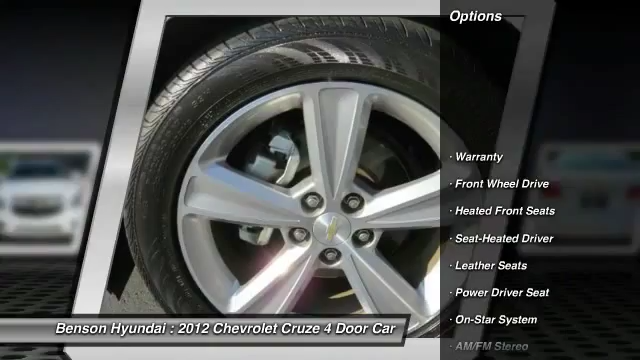 Options
· Warranty
· Front Wheel Drive
· Heated Front Seats
· Seat-Heated Driver
· Leather Seats
· Power Driver Seat
· On-Star System
· AM/FM Stereo
Benson Hyundai : 2012 Chevrolet Cruze 4 Door Car